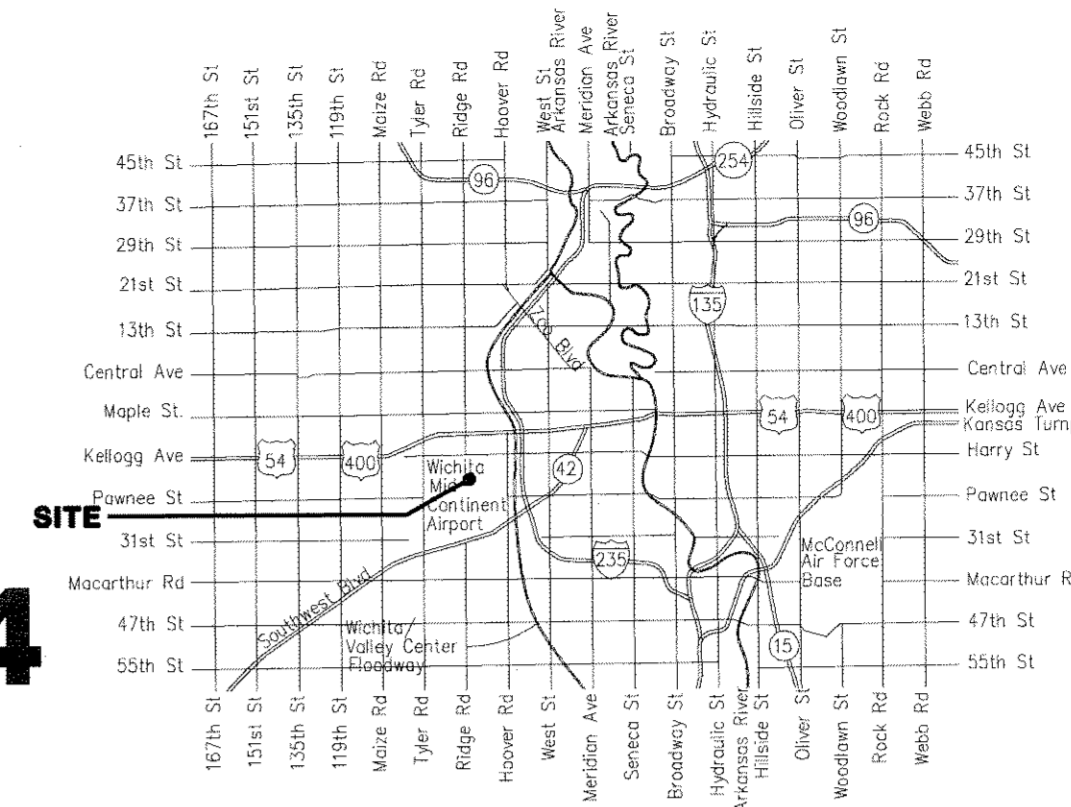 167th St
151st St
135th St
119th St
Maize Rd
Tyler Rd
Ridge Rd
Hoover Rd
West St
Arkansas River
Meridian Ave
Arkansas River
Seneca St
Broadway St
Hydraulic St
Hillside St
Oliver St
Woodlawn St
Rock Rd
Webb Rd
45th St
37th St
29th St
21st St
13th St
Central Ave
Maple St.
Kellogg Ave
Pawnee St
31st St
Macarthur Rd
47th St
55th St
SITE
4
96
254
96
135
Zoo Blvd
54
400
54
400
42
Wichita
Mid
Continent
Airport
235
McConnell
Air Force
Base
Southwest Blvd
Wichita/
Valley Center
Floodway
15
45th St
37th St
29th St
21st St
13th St
Central Ave
Kellogg Ave
Kansas Turn
Harry St
Pawnee St
31st St
Macarthur R
47th St
55th St
167th St
151st St
135th St
119th St
Maize Rd
Tyler Rd
Ridge Rd
Hoover Rd
West St
Meridian Ave
Seneca St
Broadway St
Hydraulic St
Arkansas River
Hillside St
Oliver St
Woodlawn St
Rock Rd
Webb Rd